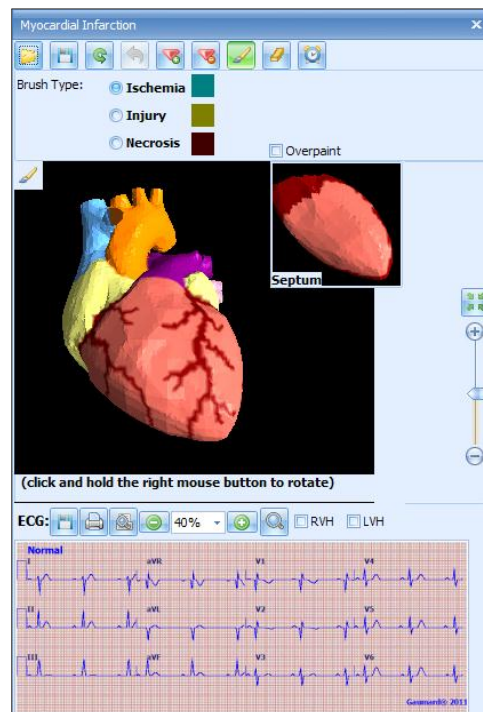 Myocardial Infarction
Brush Type:
Ischemia
Injury
Necrosis
Overpaint
Septum
(click and hold the right mouse button to rotate)
ECG: 40% RVH LVH
Normal
I aVR V1 V4
II aVL V2 V5
III aVF V3 V6
Gaumard® 2011